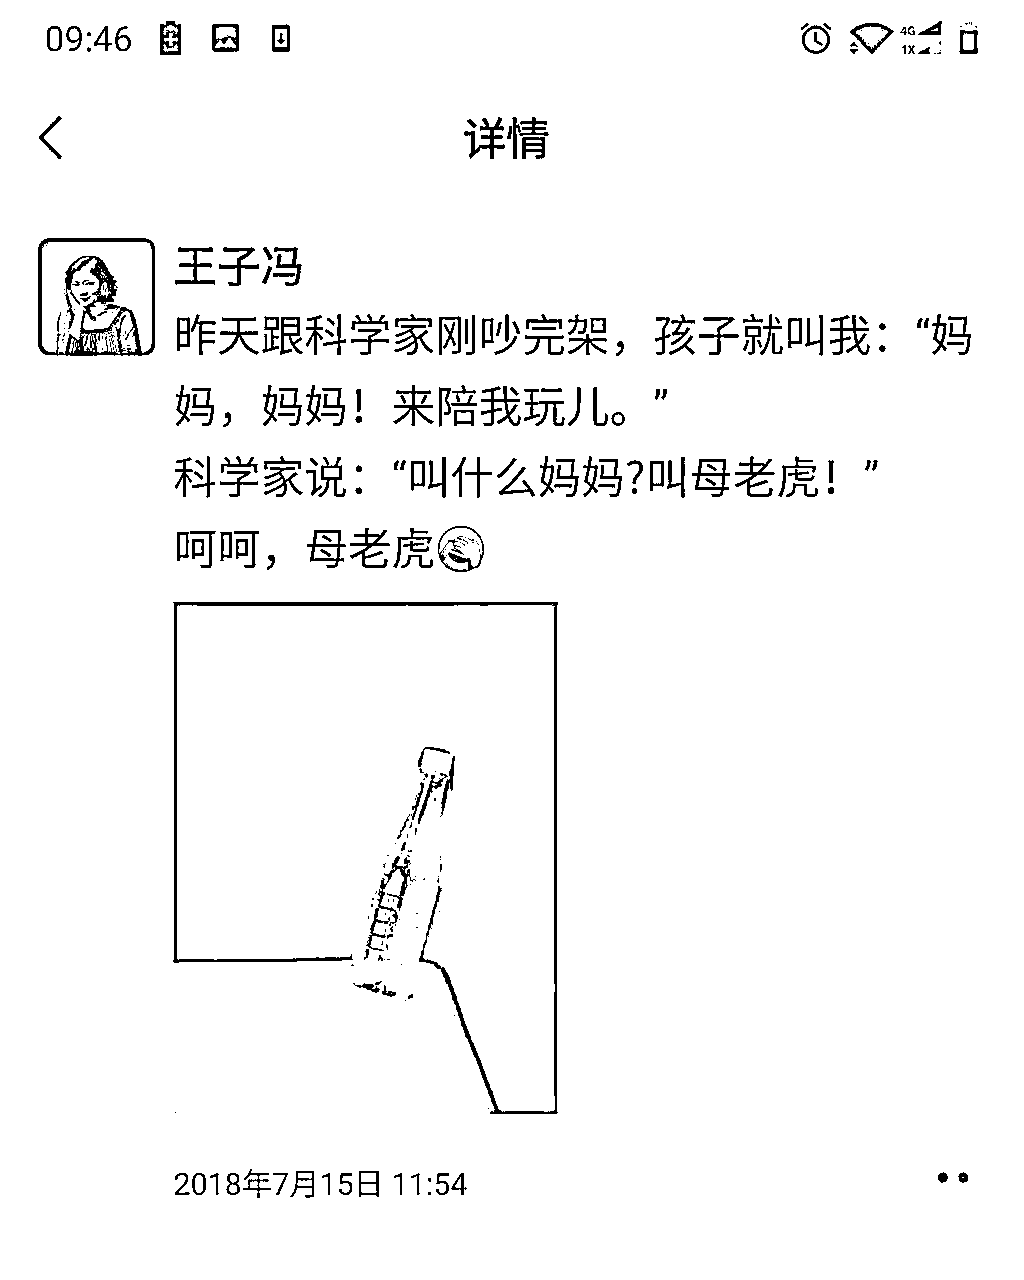 09:46
4G
1X
详情
王子冯
昨天跟科学家刚吵完架，孩子就叫我：“妈
妈，妈妈！来陪我玩儿。”
科学家说：“叫什么妈妈?叫母老虎！”
呵呵，母老虎
2018年7月15日 11:54